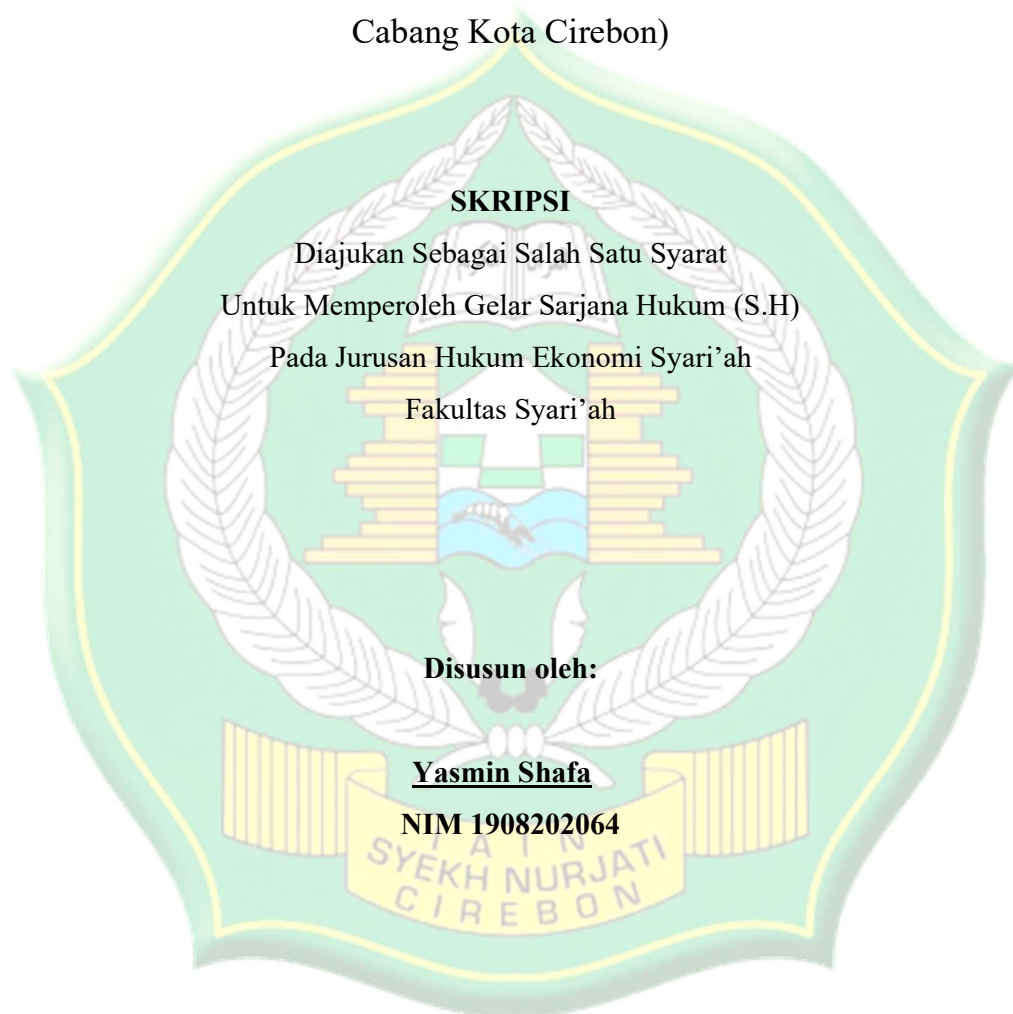 Cabang Kota Cirebon)
SKRIPSI
Diajukan Sebagai Salah Satu Syarat
Untuk Memperoleh Gelar Sarjana Hukum (S.H)
Pada Jurusan Hukum Ekonomi Syari’ah
Fakultas Syari’ah
Disusun oleh:
Yasmin Shafa
NIM 1908202064
IAIN
SYEKH NURJATI
CIREBON